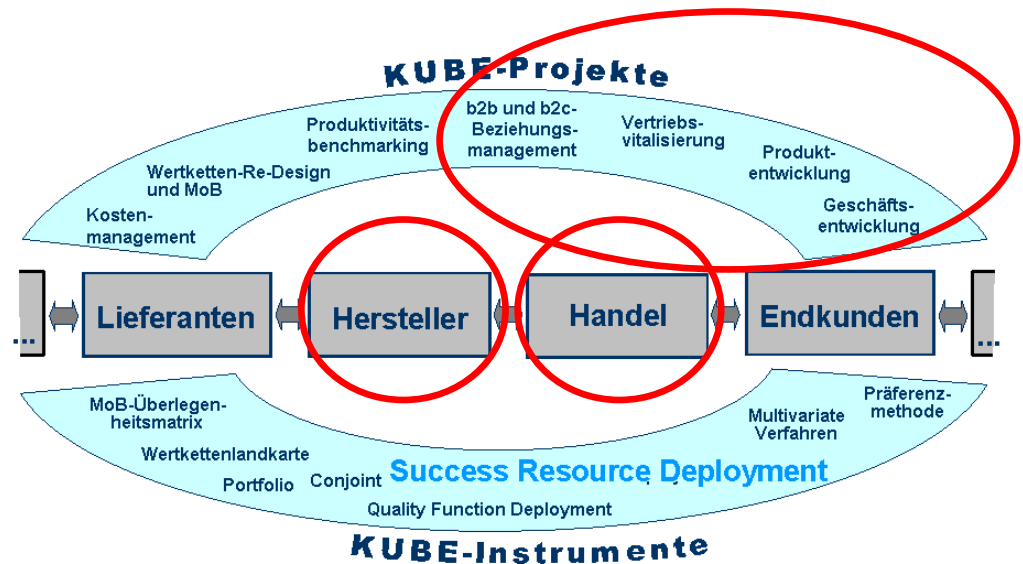 KUBE-Projekte
b2b und b2c-
Beziehungs-
management
Produktivitäts-
benchmarking
Vertriebs-
vitalisierung
Wertketten-Re-Design
und MoB
Produkt-
entwicklung
Kosten-
management
Geschäfts-
entwicklung
...
Lieferanten
Hersteller
Handel
Endkunden
...
MoB-Überlegen-
heitsmatrix
Präferenz-
methode
Multivariate
Verfahren
Wertkettenlandkarte
Portfolio
Conjoint
Success Resource Deployment
Quality Function Deployment
KUBE-Instrumente